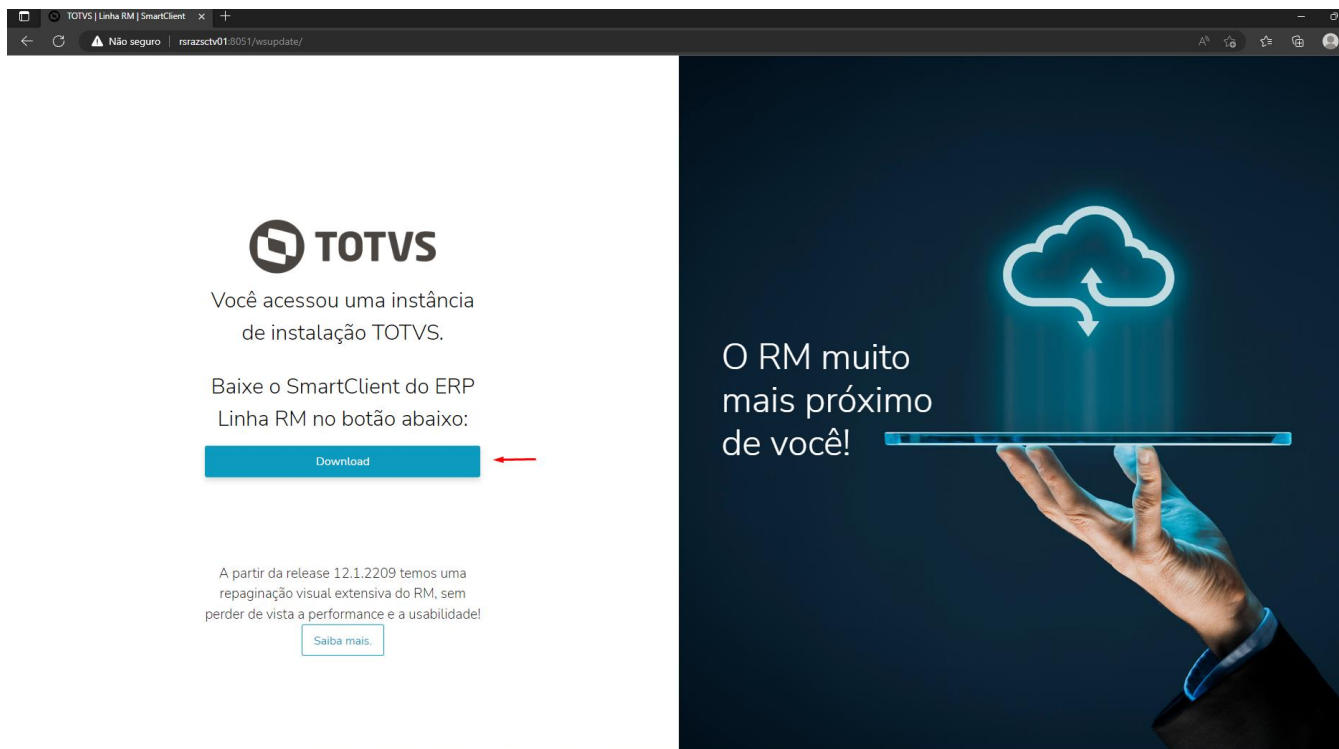 TOTVS | Linha RM | SmartClient
Não seguro
rsrazsctv01:8051/wsupdate/
TOTVS
Você acessou uma instância
de instalação TOTVS.
Baixe o SmartClient do ERP
Linha RM no botão abaixo:
Download
A partir da release 12.1.2209 temos uma
repaginação visual extensiva do RM, sem
perder de vista a performance e a usabilidade!
Saiba mais.
O RM muito
mais próximo
de você!